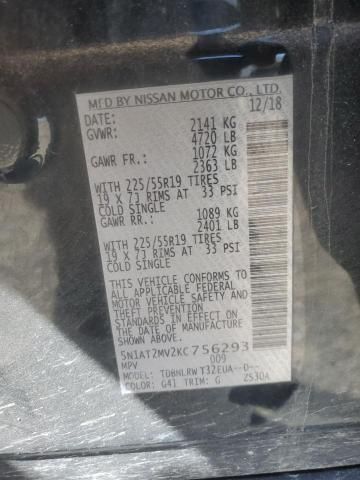 MFD BY NISSAN MOTOR CO., LTD.
DATE: 12/18
GVWR: 2141 KG
4720 LB
GAWR FR.: 1072 KG
2363 LB
WITH 225/55R19 TIRES
19 X 7J RIMS AT 33 PSI
COLD SINGLE
GAWR RR.: 1089 KG
2401 LB
WITH 225/55R19 TIRES
19 X 7J RIMS AT 33 PSI
COLD SINGLE
THIS VEHICLE CONFORMS TO
ALL APPLICABLE FEDERAL
MOTOR VEHICLE SAFETY AND
THEFT PREVENTION
STANDARDS IN EFFECT ON
THE DATE OF MANUFACTURE
SHOWN ABOVE.
5N1AT2MV2KC756293
MPV 009
MODEL: TDBNLRWT32EUA--D--
COLOR: G41 TRIM: G ZS30A